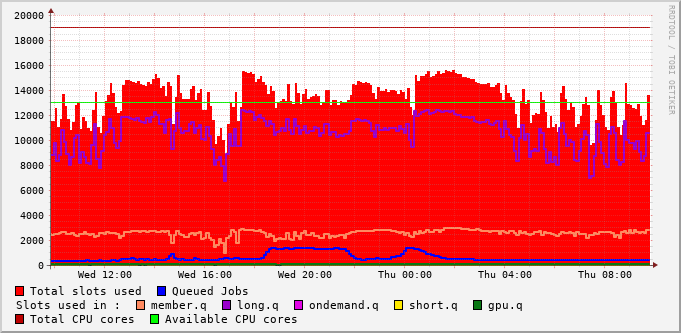 20000
18000
16000
14000
12000
10000
8000
6000
4000
2000
0
Wed 12:00 Wed 16:00 Wed 20:00 Thu 00:00 Thu 04:00 Thu 08:00
Total slots used Queued Jobs
Slots used in : member.q long.q ondemand.q short.q gpu.q
Total CPU cores Available CPU cores
RRDTOOL / TOBI OETIKER